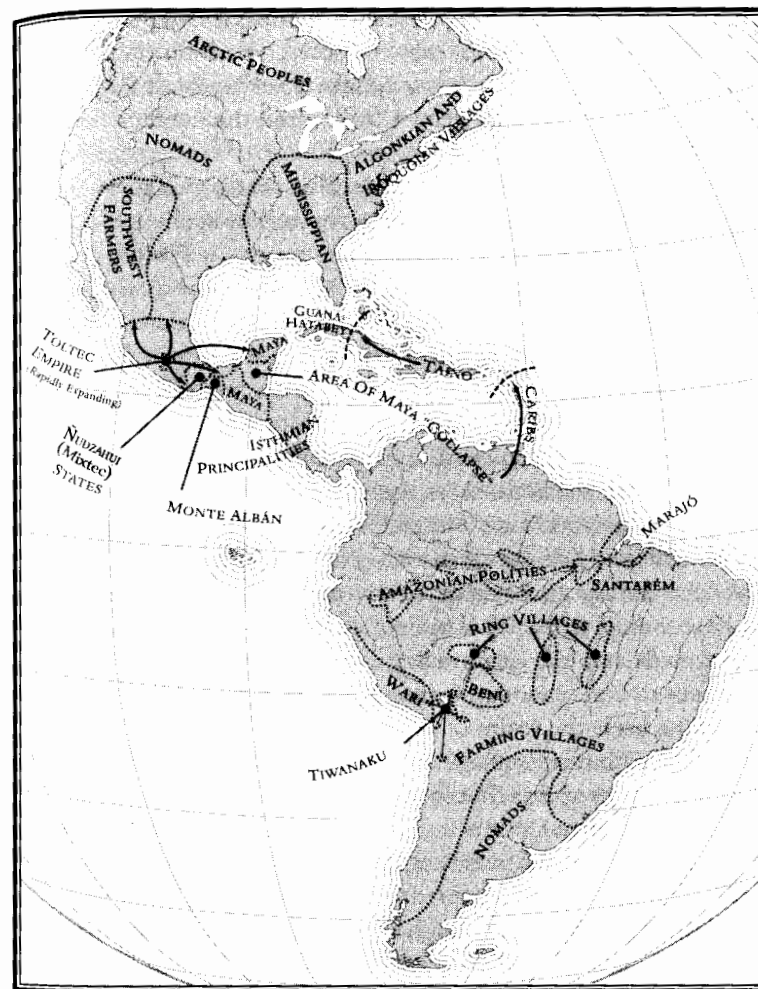 ARCTIC PEOPLES
NOMADS
ALGONKIAN AND
IROQUOIAN VILLAGES
MISSISSIPPIAN
SOUTHWEST
FARMERS
GUANA-
HATABEY
TAINO
CARIBS
MAYA
TOLTEC
EMPIRE
(Rapidly Expanding)
MAYA
AREA OF MAYA "COLLAPSE"
ISTHMIAN
PRINCIPALITIES
ÑUDZAHUI
(Mixtec)
STATES
MONTE ALBÁN
MARAJÓ
AMAZONIAN POLITIES
SANTARÉM
RING VILLAGES
WARI
BENI
TIWANAKU
FARMING VILLAGES
NOMADS